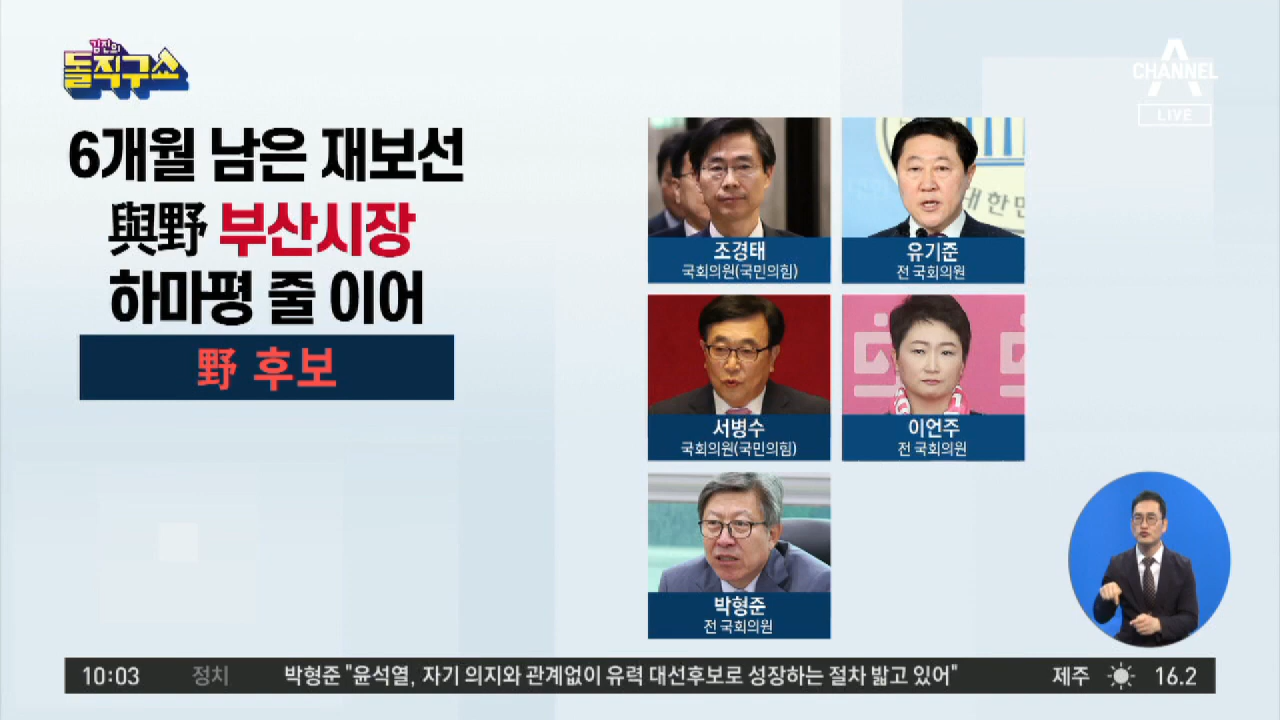 김진의
돌직구쇼
CHANNEL A
LIVE
6개월 남은 재보선
與野 부산시장
하마평 줄 이어
野 후보
조경태
국회의원(국민의힘)
대한민
유기준
전 국회의원
서병수
국회의원(국민의힘)
이언주
전 국회의원
박형준
전 국회의원
10:03 정치 박형준 "윤석열, 자기 의지와 관계없이 유력 대선후보로 성장하는 절차 밟고 있어" 제주 16.2